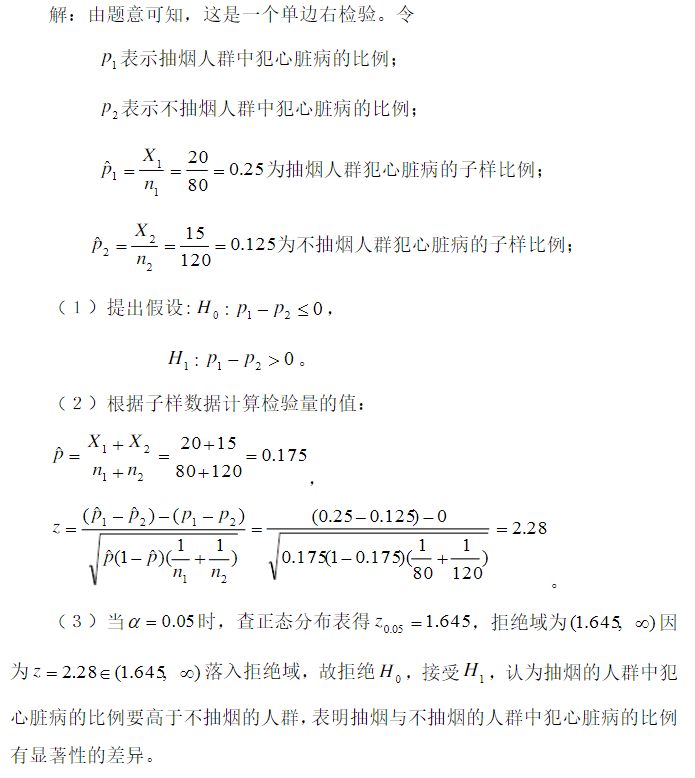 解：由题意可知，这是一个单边右检验。令
p₁表示抽烟人群中犯心脏病的比例；
p₂表示不抽烟人群中犯心脏病的比例；
p̂₁ = X₁/n₁ = 20/80 = 0.25为抽烟人群犯心脏病的子样比例；
p̂₂ = X₂/n₂ = 15/120 = 0.125为不抽烟人群犯心脏病的子样比例；
（1）提出假设：H₀：p₁ − p₂ ≤ 0，
H₁：p₁ − p₂ > 0。
（2）根据子样数据计算检验量的值：
p̂ = (X₁ + X₂)/(n₁ + n₂) = (20+15)/(80+120) = 0.175，
z = ((p̂₁ − p̂₂) − (p₁ − p₂))/√(p̂(1−p̂)(1/n₁ + 1/n₂)) = ((0.25−0.125)−0)/√(0.175(1−0.175)(1/80 + 1/120)) = 2.28。
（3）当α = 0.05时，查正态分布表得z₀.₀₅ = 1.645，拒绝域为(1.645, ∞)因
为z = 2.28∈(1.645, ∞)落入拒绝域，故拒绝H₀，接受H₁，认为抽烟的人群中犯
心脏病的比例要高于不抽烟的人群，表明抽烟与不抽烟的人群中犯心脏病的比例
有显著性的差异。